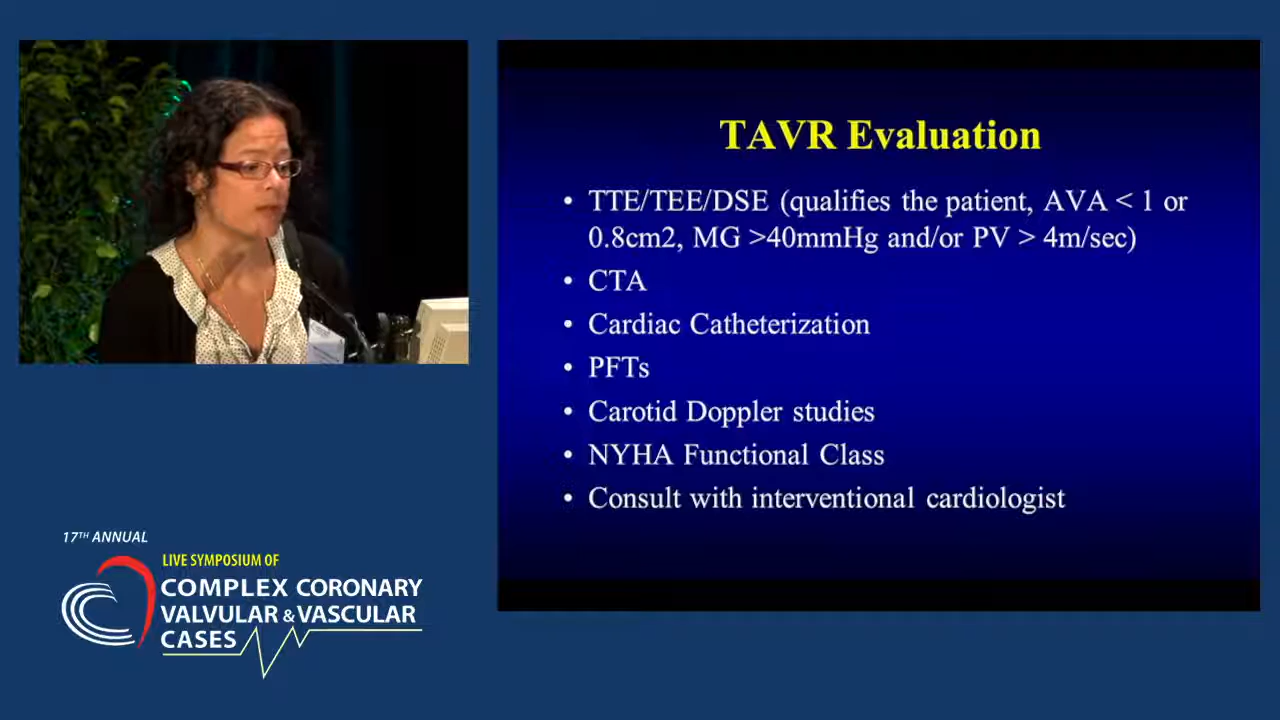 TAVR Evaluation
• TTE/TEE/DSE (qualifies the patient, AVA < 1 or
0.8cm2, MG >40mmHg and/or PV > 4m/sec)
• CTA
• Cardiac Catheterization
• PFTs
• Carotid Doppler studies
• NYHA Functional Class
• Consult with interventional cardiologist
17TH ANNUAL
LIVE SYMPOSIUM OF
COMPLEX CORONARY
VALVULAR & VASCULAR
CASES